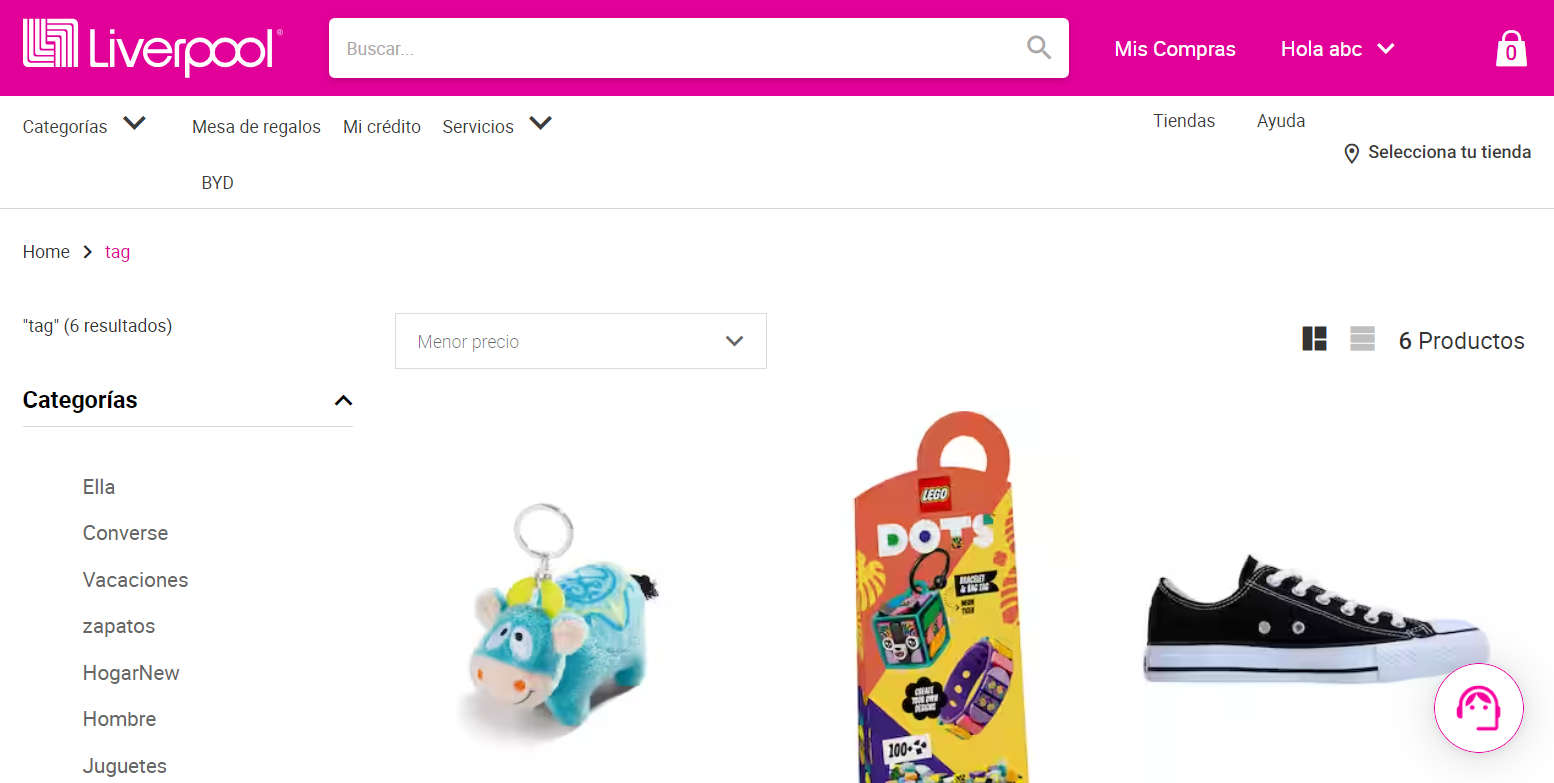 Liverpool®
Buscar...
Mis Compras
Hola abc
0
Categorías
Mesa de regalos
Mi crédito
Servicios
Tiendas
Ayuda
Selecciona tu tienda
BYD
Home
tag
"tag" (6 resultados)
Menor precio
6 Productos
Categorías
Ella
Converse
Vacaciones
zapatos
HogarNew
Hombre
Juguetes
LEGO
DOTS
BRACELET
& BAG TAG
NEON
TIGER
CREATE
YOUR OWN
DESIGNS
100+